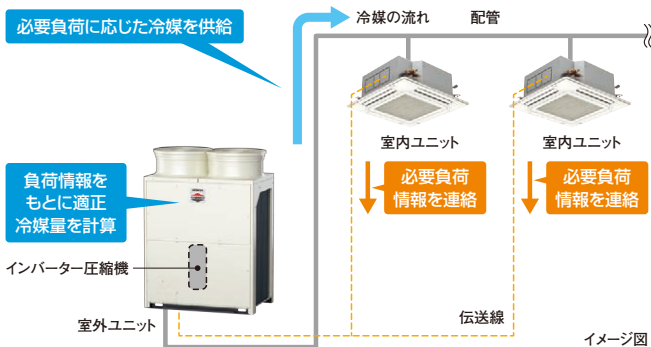 必要負荷に応じた冷媒を供給
冷媒の流れ
配管
室内ユニット
室内ユニット
必要負荷
情報を連絡
必要負荷
情報を連絡
負荷情報を
もとに適正
冷媒量を計算
インバーター圧縮機
室外ユニット
伝送線
イメージ図